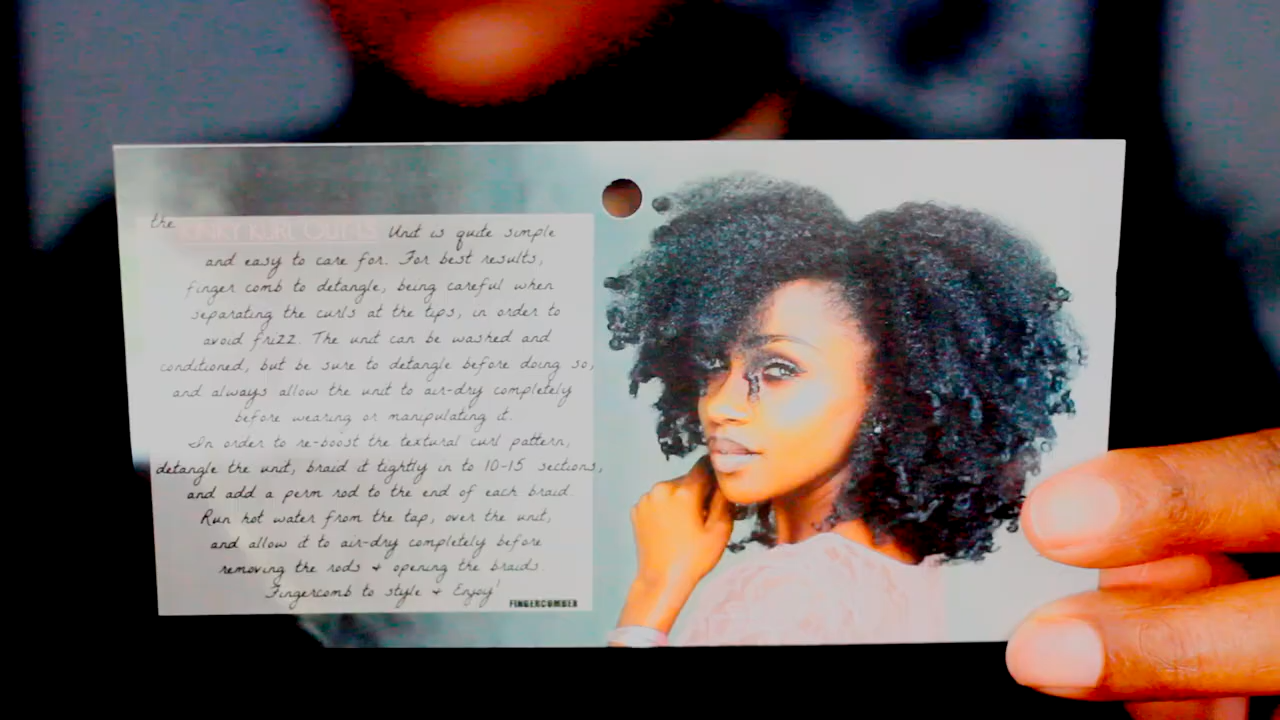 the KINKY KURL OUT LS Unit is quite simple
and easy to care for. For best results,
finger comb to detangle, being careful when
separating the curls at the tips, in order to
avoid frizz. The unit can be washed and
conditioned, but be sure to detangle before doing so,
and always allow the unit to air-dry completely
before wearing or manipulating it.
In order to re-boost the textural curl pattern,
detangle the unit, braid it tightly in to 10-15 sections,
and add a perm rod to the end of each braid.
Run hot water from the tap, over the unit,
and allow it to air-dry completely before
removing the rods + opening the braids.
Fingercomb to style + Enjoy!
FINGERCOMBER